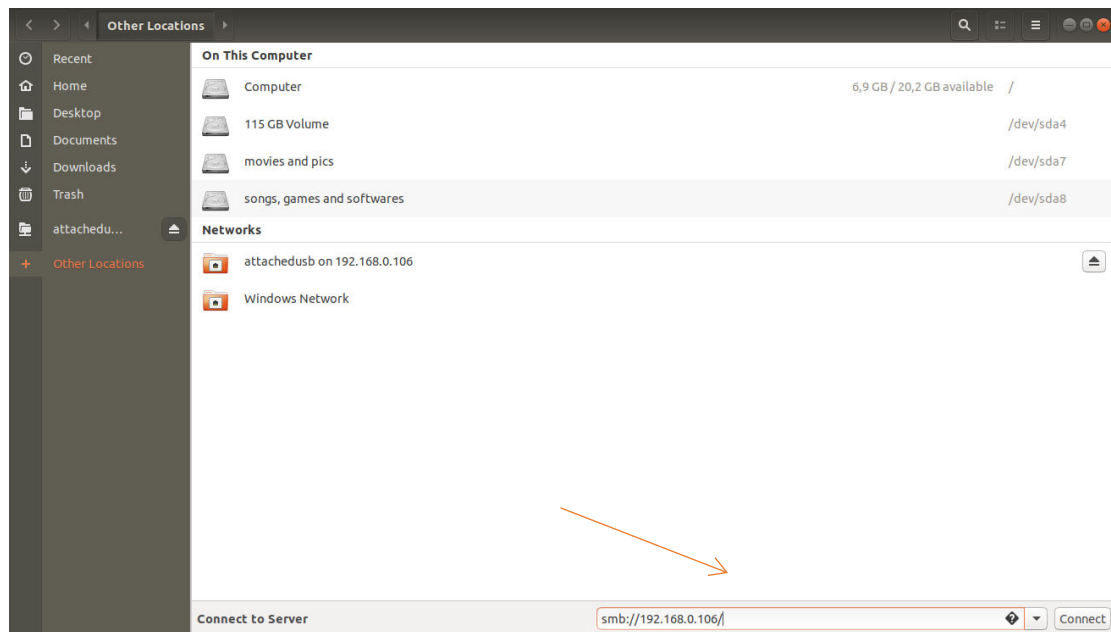 Other Locations
Recent
Home
Desktop
Documents
Downloads
Trash
attachedu...
Other Locations
On This Computer
Computer 6,9 GB / 20,2 GB available /
115 GB Volume /dev/sda4
movies and pics /dev/sda7
songs, games and softwares /dev/sda8
Networks
attachedusb on 192.168.0.106
Windows Network
Connect to Server smb://192.168.0.106/ Connect